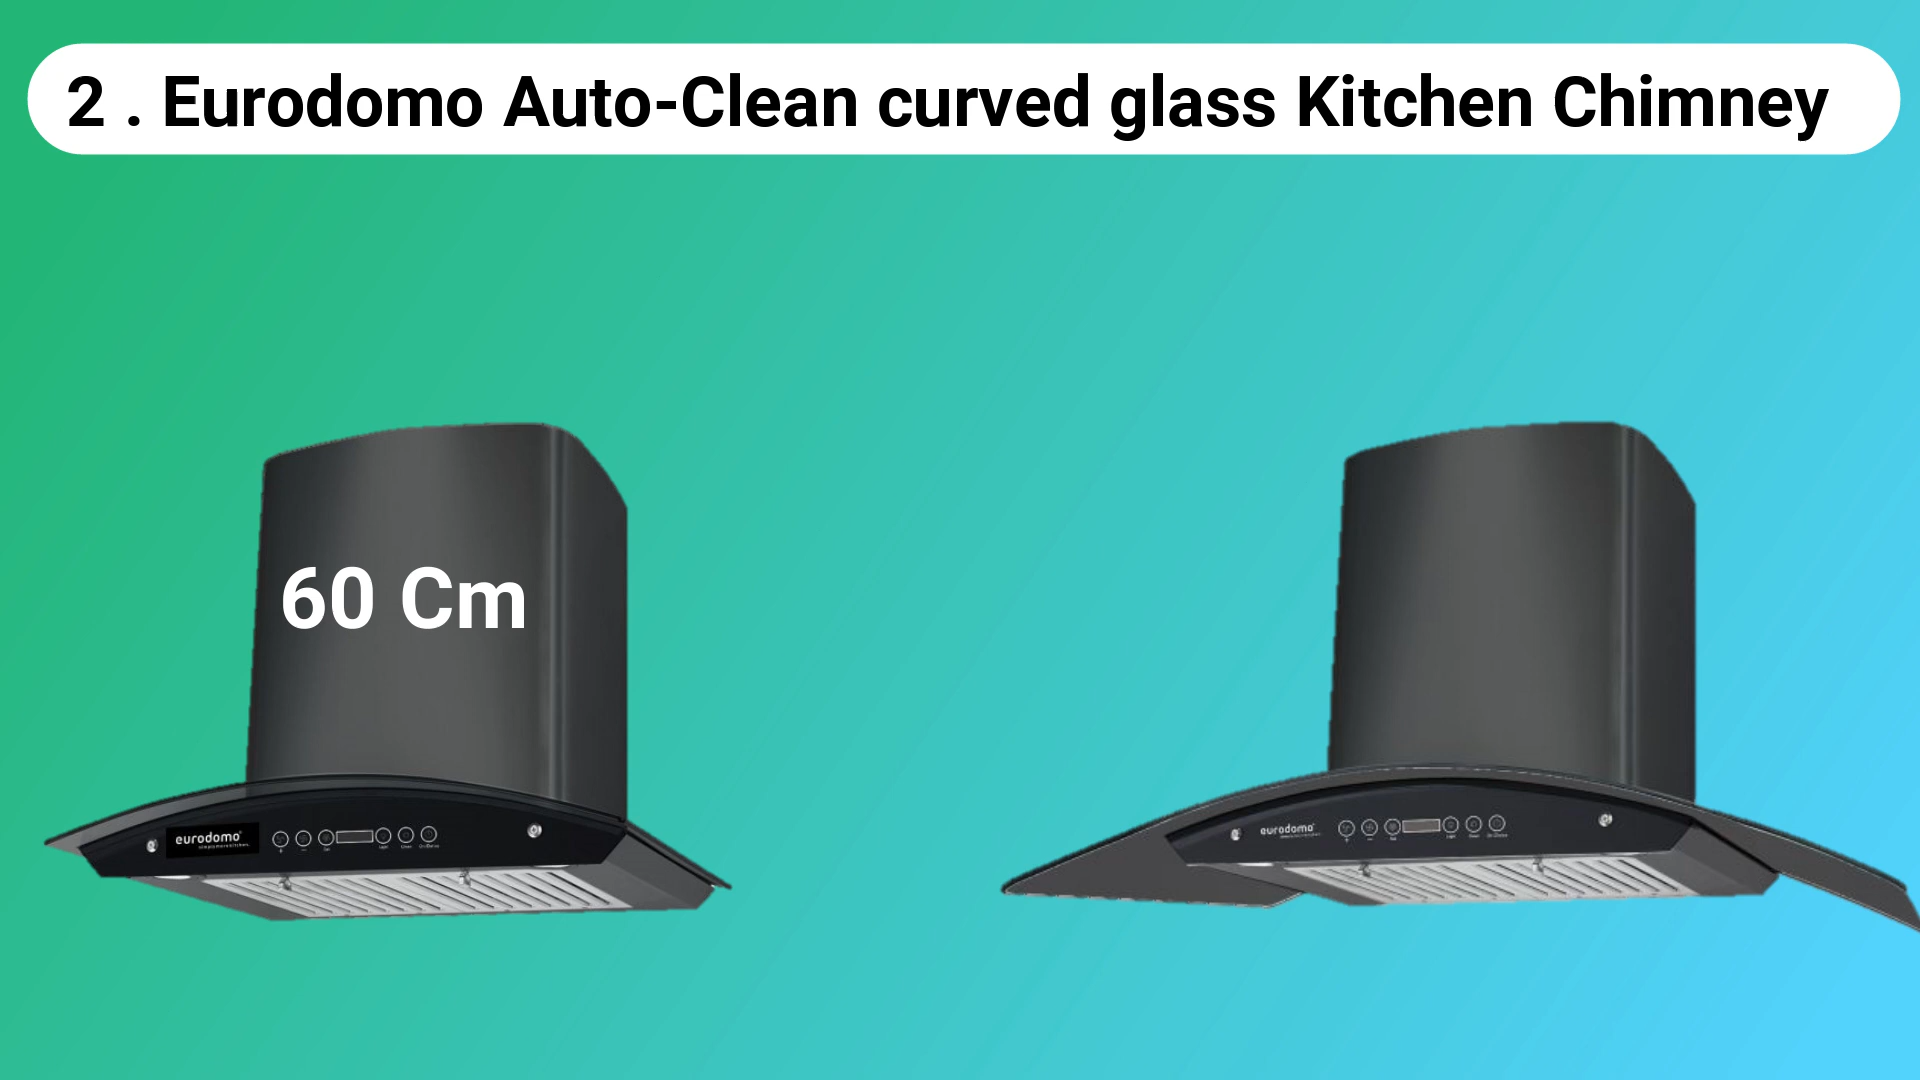 2 . Eurodomo Auto-Clean curved glass Kitchen Chimney
60 Cm
eurodomo
eurodomo